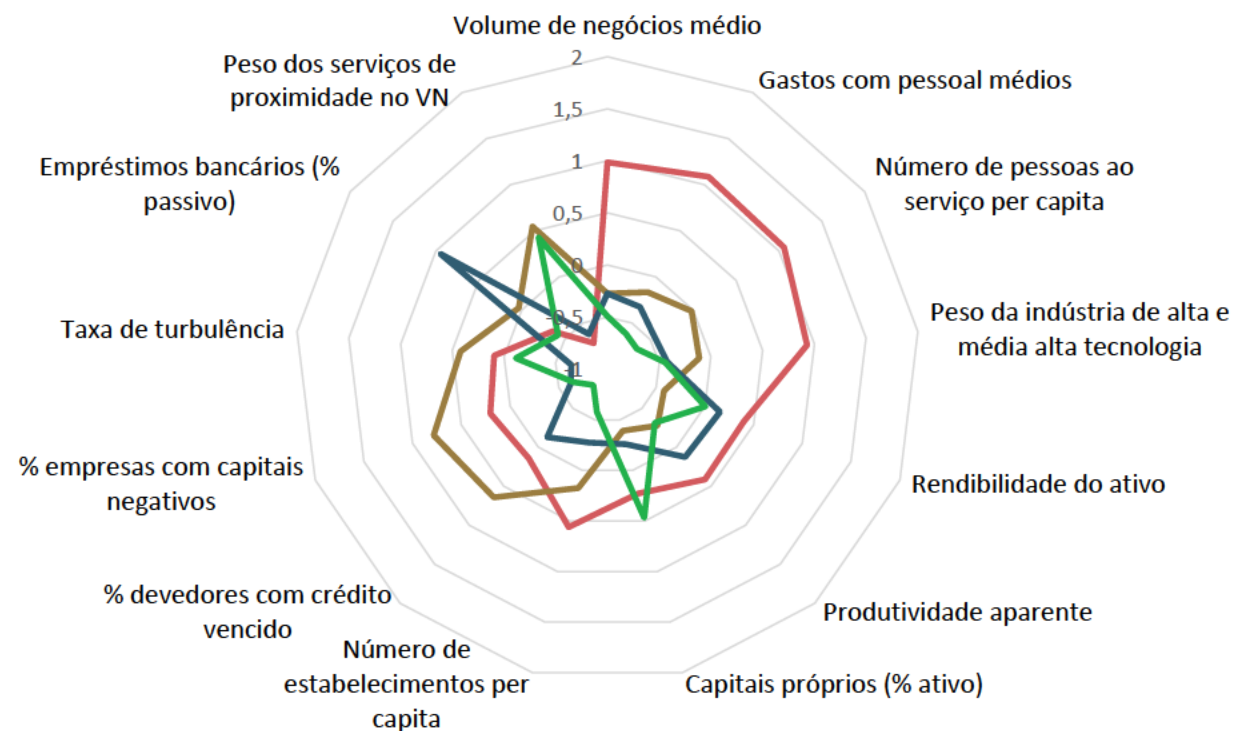 Volume de negócios médio
2
Peso dos serviços de
proximidade no VN
Gastos com pessoal médios
1,5
Empréstimos bancários (%
passivo)
1
Número de pessoas ao
serviço per capita
0,5
0
Taxa de turbulência
-0,5
Peso da indústria de alta e
média alta tecnologia
-1
% empresas com capitais
negativos
Rendibilidade do ativo
% devedores com crédito
vencido
Produtividade aparente
Número de
estabelecimentos per
capita
Capitais próprios (% ativo)